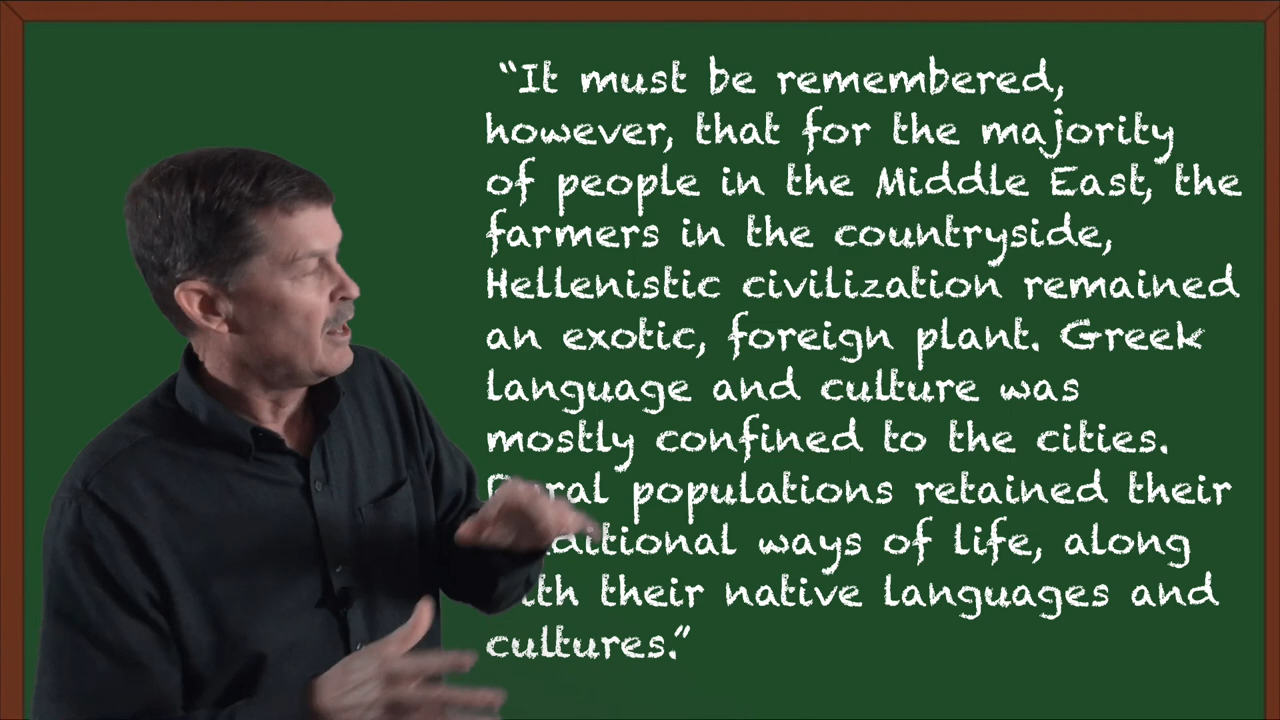 “It must be remembered,
however, that for the majority
of people in the Middle East, the
farmers in the countryside,
Hellenistic civilization remained
an exotic, foreign plant. Greek
language and culture was
mostly confined to the cities.
populations retained their
ways of life, along
their native languages and
cultures.”